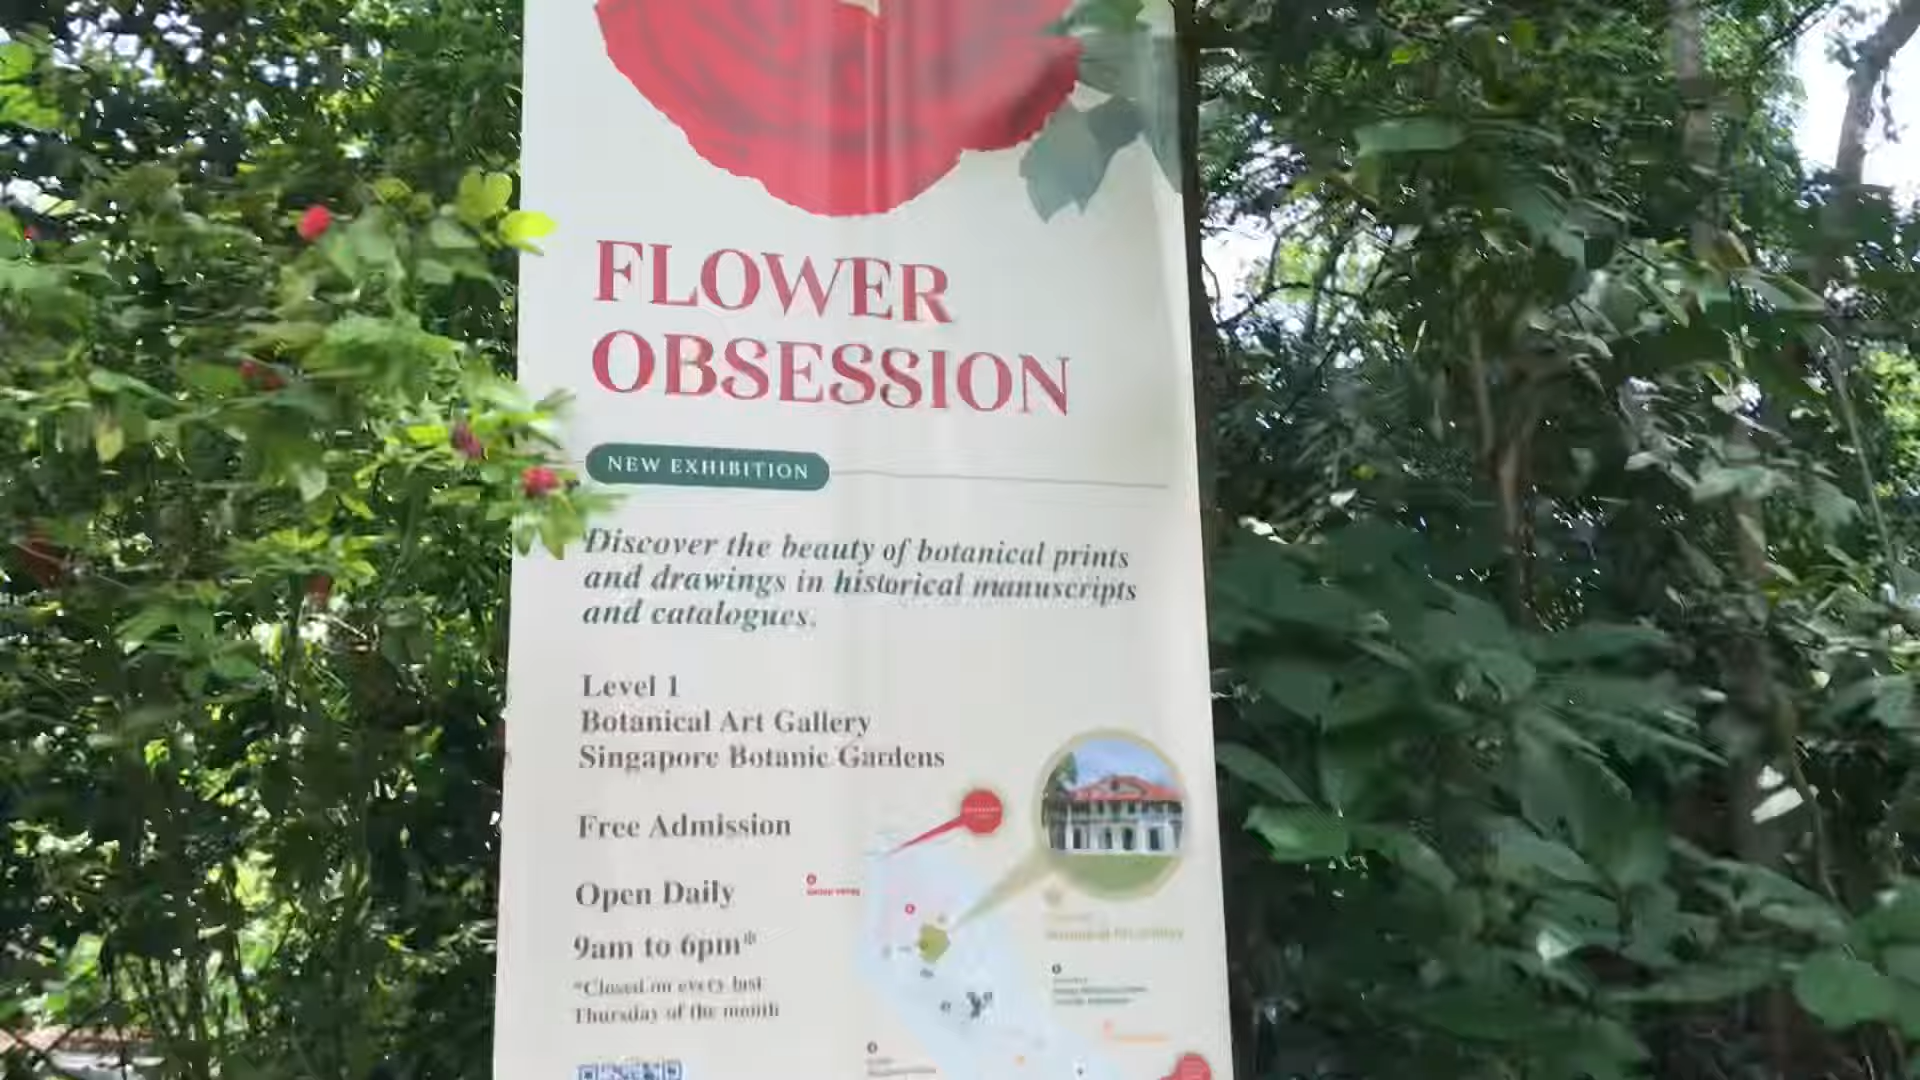 FLOWER
OBSESSION
NEW EXHIBITION
Discover the beauty of botanical prints
and drawings in historical manuscripts
and catalogues.
Level 1
Botanical Art Gallery
Singapore Botanic Gardens
Free Admission
Open Daily
9am to 6pm*
*Closed on every last
Thursday of the month